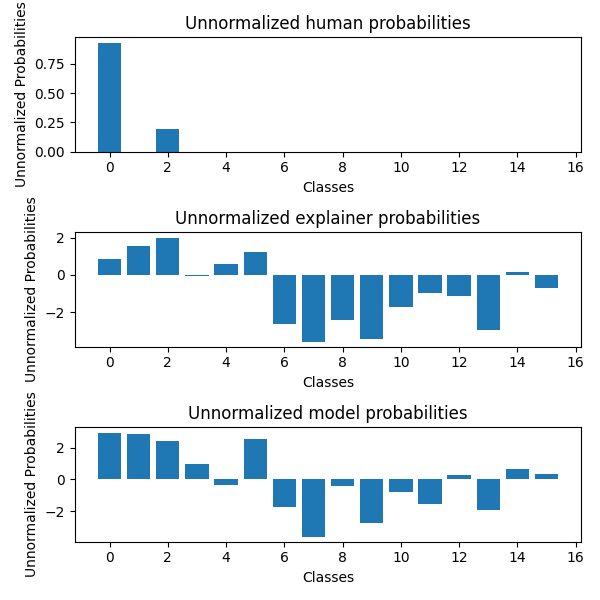 Unnormalized human probabilities
Unnormalized Probabilities
0.75
0.50
0.25
0.00
0 2 4 6 8 10 12 14 16
Classes
Unnormalized explainer probabilities
Unnormalized Probabilities
2
0
−2
0 2 4 6 8 10 12 14 16
Classes
Unnormalized model probabilities
Unnormalized Probabilities
2
0
−2
0 2 4 6 8 10 12 14 16
Classes